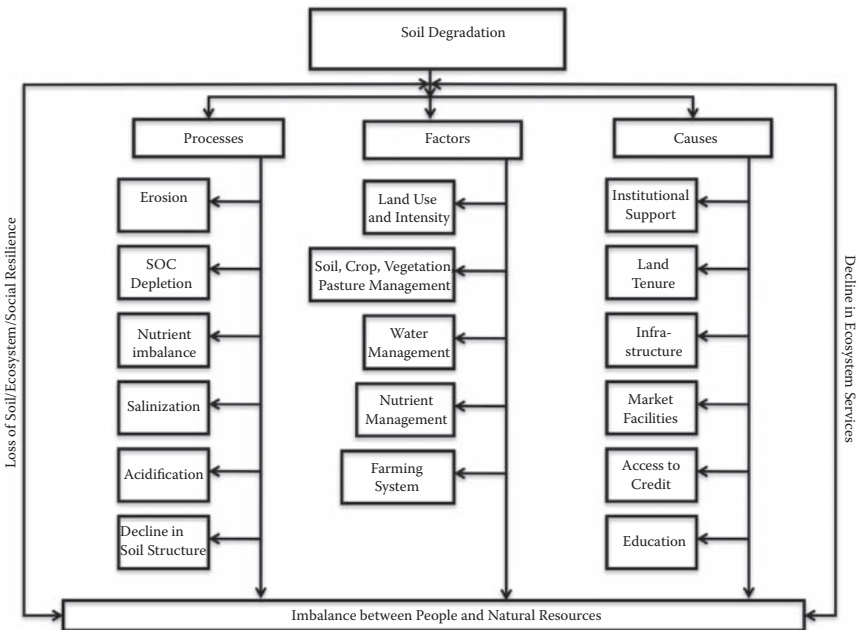 Soil Degradation
Processes
Factors
Causes
Erosion
SOC
Depletion
Nutrient
imbalance
Salinization
Acidification
Decline in
Soil Structure
Land Use
and Intensity
Soil, Crop, Vegetation,
Pasture Management
Water
Management
Nutrient
Management
Farming
System
Institutional
Support
Land
Tenure
Infra-
structure
Market
Facilities
Access to
Credit
Education
Loss of Soil/Ecosystem/Social Resilience
Decline in Ecosystem Services
Imbalance between People and Natural Resources